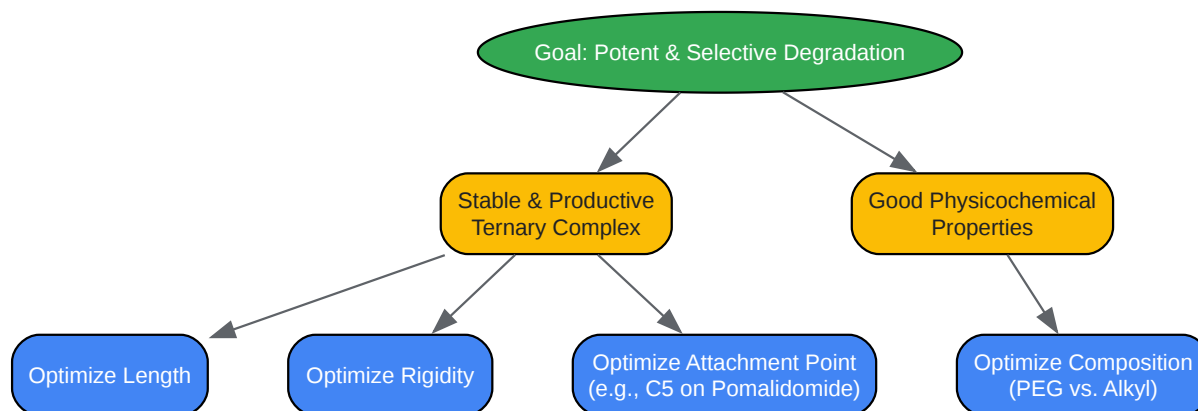 Goal: Potent & Selective Degradation
Stable & Productive
Ternary Complex
Good Physicochemical
Properties
Optimize Length
Optimize Rigidity
Optimize Attachment Point
(e.g., C5 on Pomalidomide)
Optimize Composition
(PEG vs. Alkyl)